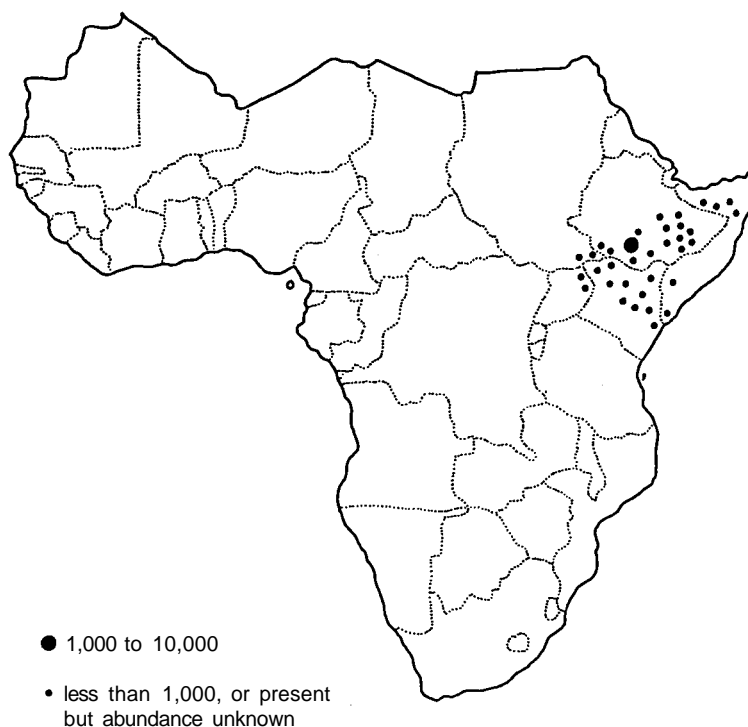 1,000 to 10,000
less than 1,000, or present
but abundance unknown